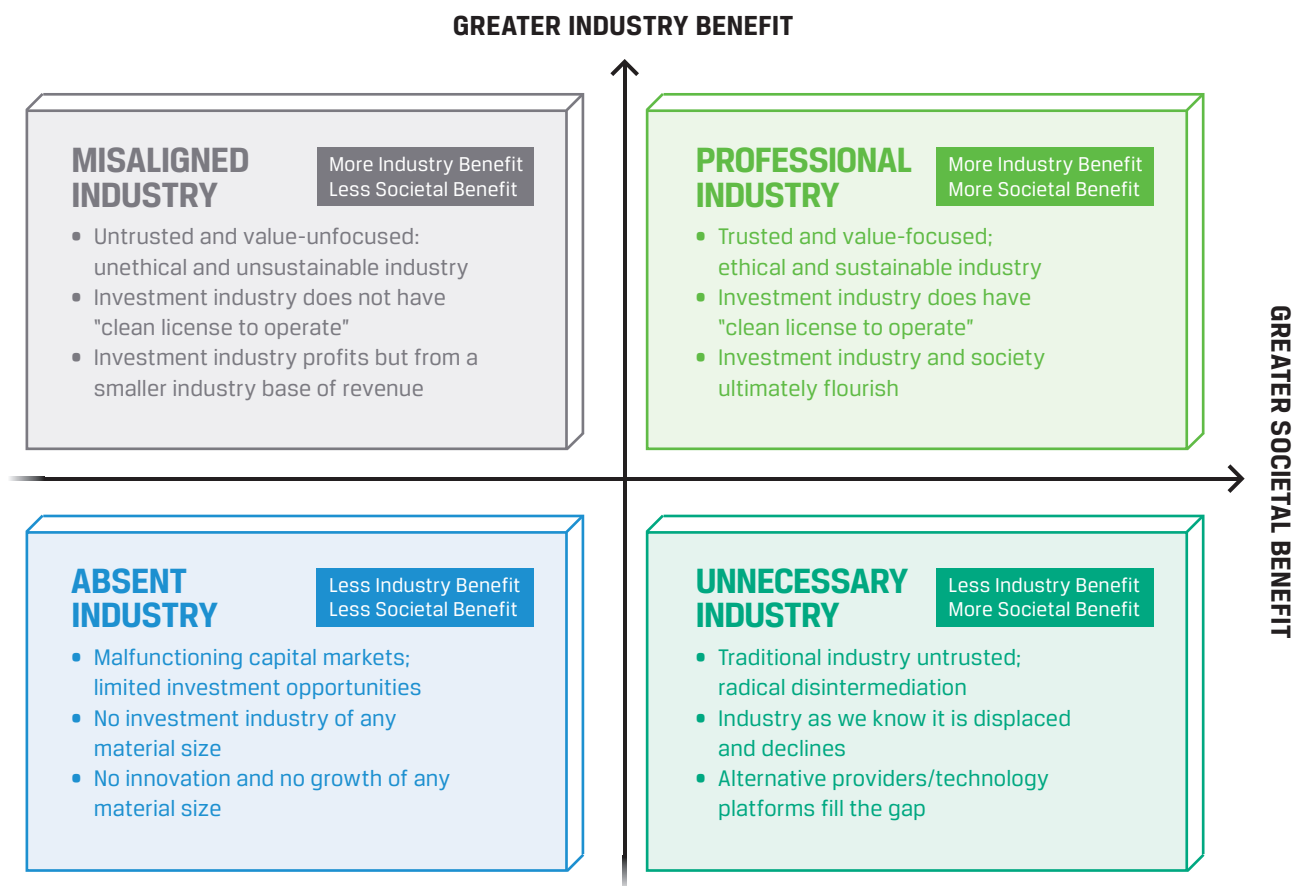 GREATER INDUSTRY BENEFIT
MISALIGNED
INDUSTRY
More Industry Benefit
Less Societal Benefit
• Untrusted and value-unfocused:
unethical and unsustainable industry
• Investment industry does not have
"clean license to operate"
• Investment industry profits but from a
smaller industry base of revenue
PROFESSIONAL
INDUSTRY
More Industry Benefit
More Societal Benefit
• Trusted and value-focused;
ethical and sustainable industry
• Investment industry does have
"clean license to operate"
• Investment industry and society
ultimately flourish
GREATER SOCIETAL BENEFIT
ABSENT
INDUSTRY
Less Industry Benefit
Less Societal Benefit
• Malfunctioning capital markets;
limited investment opportunities
• No investment industry of any
material size
• No innovation and no growth of any
material size
UNNECESSARY
INDUSTRY
Less Industry Benefit
More Societal Benefit
• Traditional industry untrusted;
radical disintermediation
• Industry as we know it is displaced
and declines
• Alternative providers/technology
platforms fill the gap